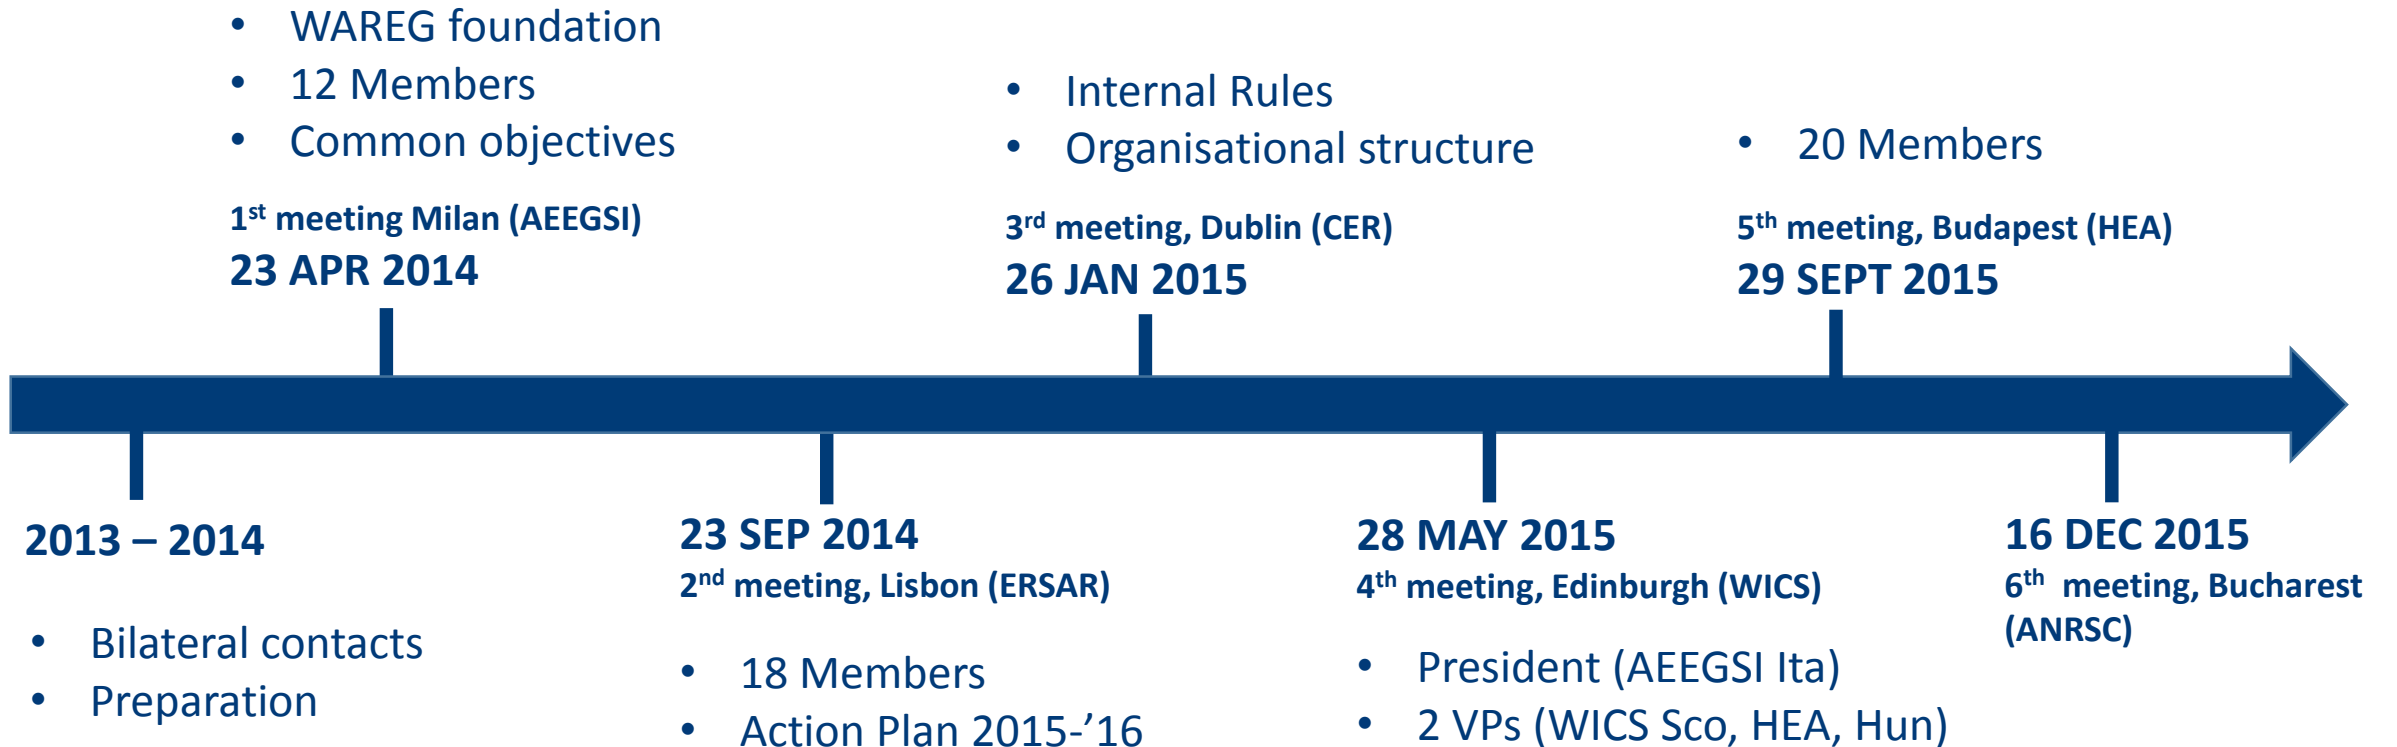 • WAREG foundation
• 12 Members
• Common objectives
1st meeting Milan (AEEGSI)
23 APR 2014
• Internal Rules
• Organisational structure
3rd meeting, Dublin (CER)
26 JAN 2015
• 20 Members
5th meeting, Budapest (HEA)
29 SEPT 2015
2013 – 2014
• Bilateral contacts
• Preparation
23 SEP 2014
2nd meeting, Lisbon (ERSAR)
• 18 Members
• Action Plan 2015-’16
28 MAY 2015
4th meeting, Edinburgh (WICS)
• President (AEEGSI Ita)
• 2 VPs (WICS Sco, HEA, Hun)
16 DEC 2015
6th meeting, Bucharest
(ANRSC)